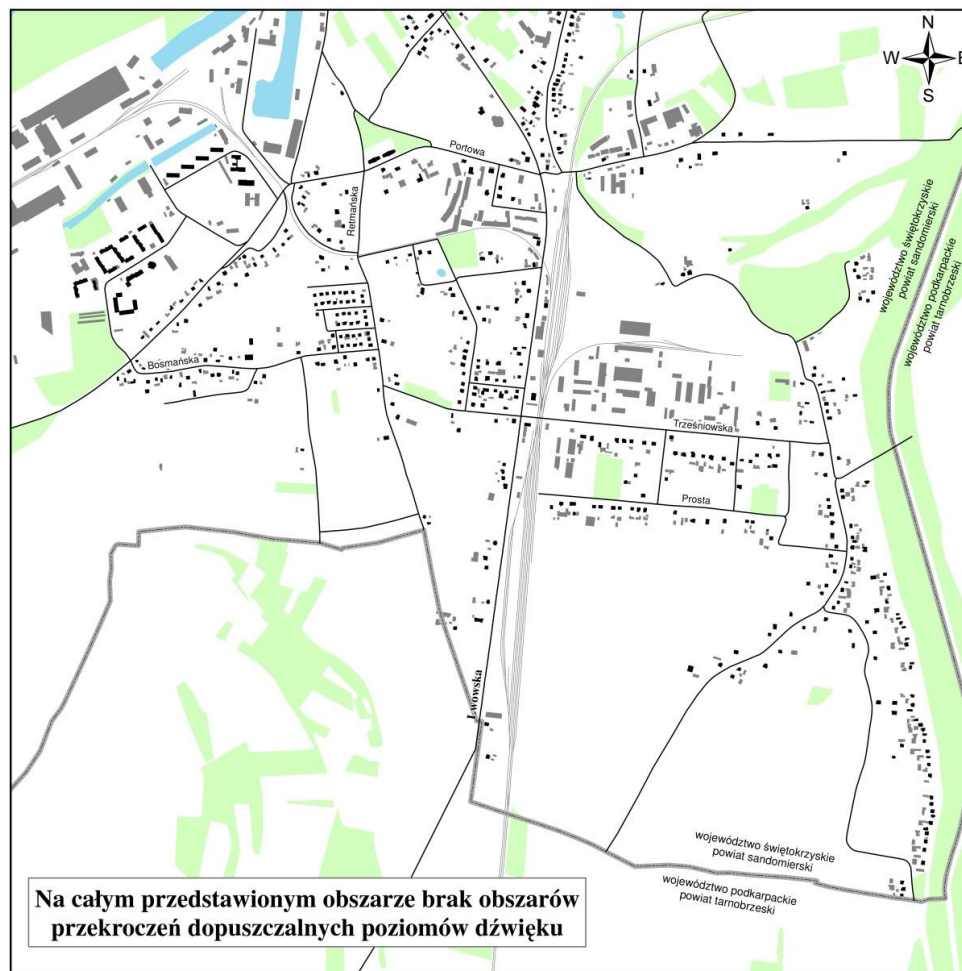 N
W E
S
Portowa
Retmańska
województwo świętokrzyskie
powiat sandomierski
województwo podkarpackie
powiat tarnobrzeski
Bosmańska
Trześniowska
Prosta
Lwowska
województwo świętokrzyskie
powiat sandomierski
województwo podkarpackie
powiat tarnobrzeski
Na całym przedstawionym obszarze brak obszarów
przekroczeń dopuszczalnych poziomów dźwięku